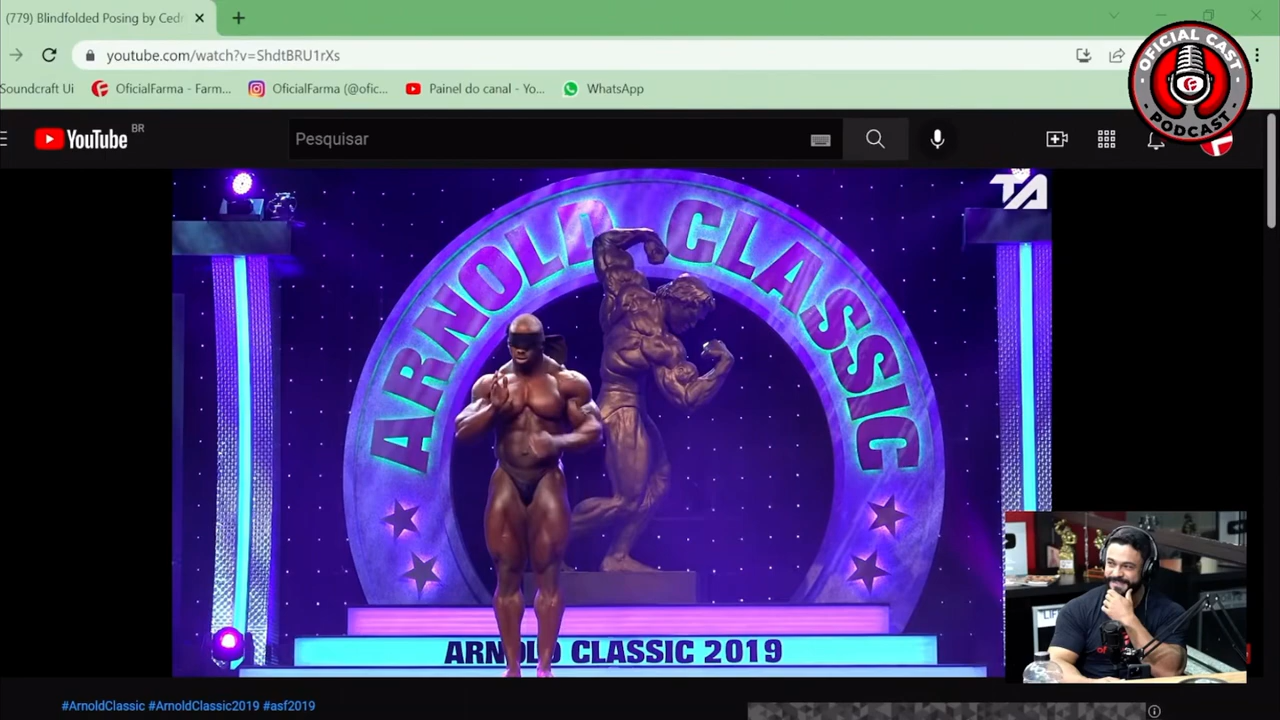 (779) Blindfolded Posing by Ced
youtube.com/watch?v=ShdtBRU1rXs
Soundcraft Ui
OficialFarma - Farm...
OficialFarma (@ofic...
Painel do canal - Yo...
WhatsApp
OFICIAL CAST
PODCAST
YouTube BR
Pesquisar
TA
ARNOLD CLASSIC
ARNOLD CLASSIC 2019
#ArnoldClassic #ArnoldClassic2019 #asf2019